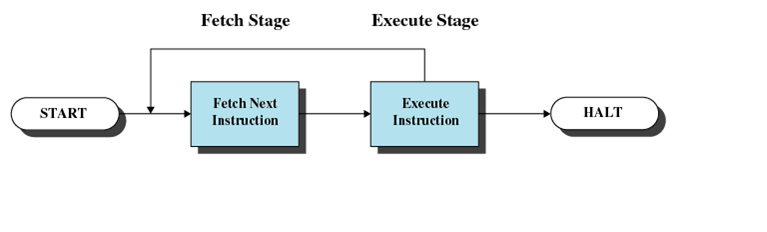 Fetch Stage
Execute Stage
START
Fetch Next
Instruction
Execute
Instruction
HALT